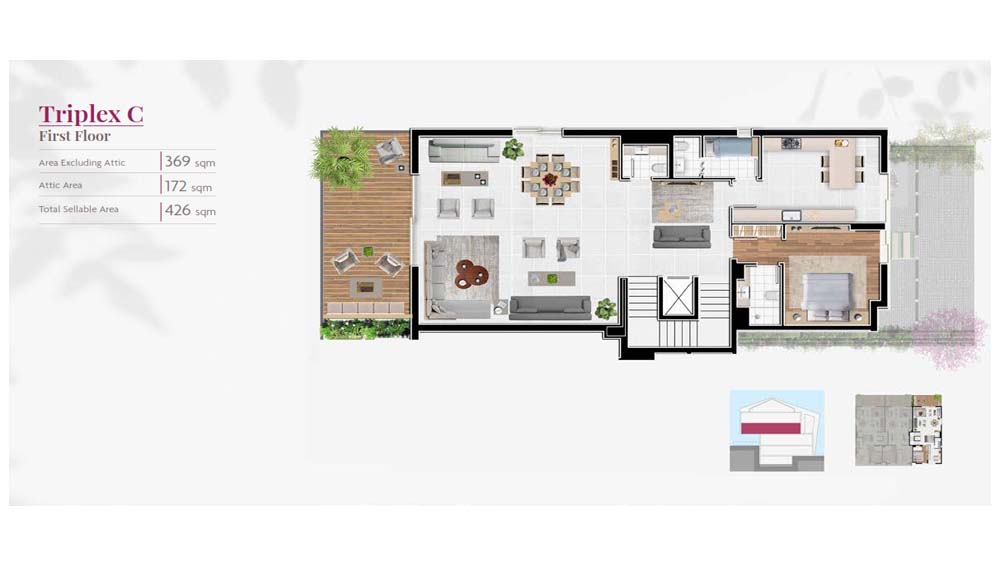 Triplex C
First Floor
Area Excluding Attic 369 sqm
Attic Area 172 sqm
Total Sellable Area 426 sqm